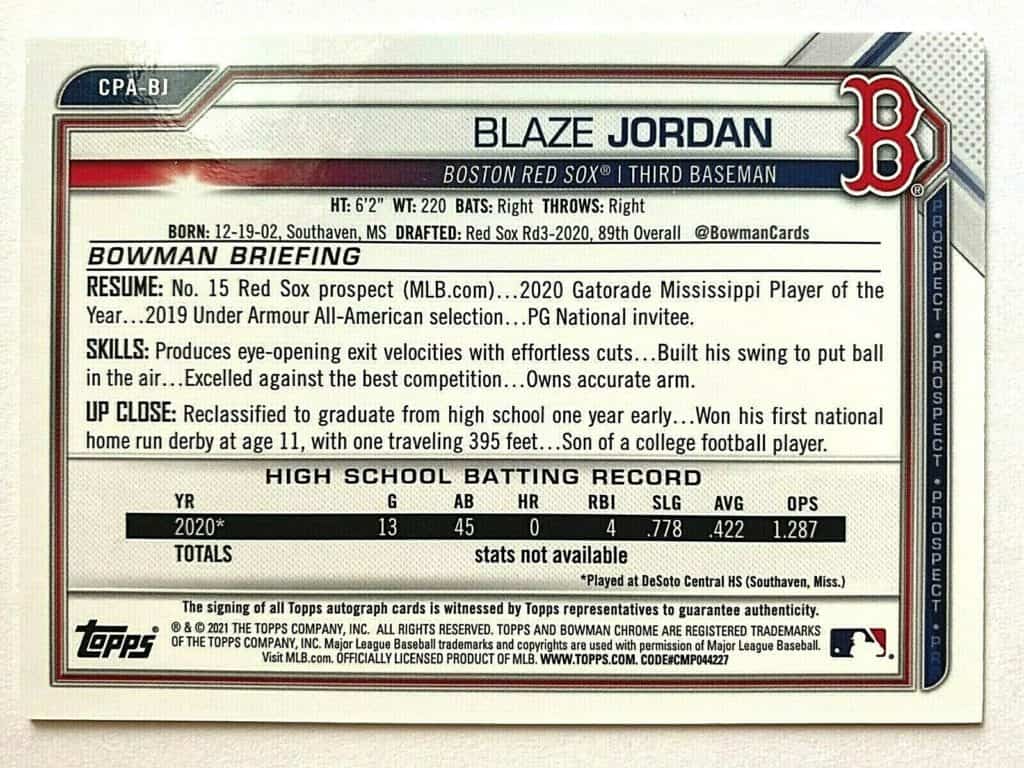 CPA-BJ
BLAZE JORDAN
BOSTON RED SOX® | THIRD BASEMAN
B
®
HT: 6'2" WT: 220 BATS: Right THROWS: Right
BORN: 12-19-02, Southaven, MS DRAFTED: Red Sox Rd3-2020, 89th Overall @BowmanCards
BOWMAN BRIEFING
RESUME: No. 15 Red Sox prospect (MLB.com)...2020 Gatorade Mississippi Player of the
Year...2019 Under Armour All-American selection...PG National invitee.
SKILLS: Produces eye-opening exit velocities with effortless cuts...Built his swing to put ball
in the air...Excelled against the best competition...Owns accurate arm.
UP CLOSE: Reclassified to graduate from high school one year early...Won his first national
home run derby at age 11, with one traveling 395 feet...Son of a college football player.
HIGH SCHOOL BATTING RECORD
YR G AB HR RBI SLG AVG OPS
2020* 13 45 0 4 .778 .422 1.287
TOTALS stats not available
*Played at DeSoto Central HS (Southaven, Miss.)
The signing of all Topps autograph cards is witnessed by Topps representatives to guarantee authenticity.
Topps®
® & © 2021 THE TOPPS COMPANY, INC. ALL RIGHTS RESERVED. TOPPS AND BOWMAN CHROME ARE REGISTERED TRADEMARKS
OF THE TOPPS COMPANY, INC. Major League Baseball trademarks and copyrights are used with permission of Major League Baseball.
Visit MLB.com. OFFICIALLY LICENSED PRODUCT OF MLB. WWW.TOPPS.COM. CODE#CMP044227
PROSPECT • PROSPECT • PROSPECT • PR